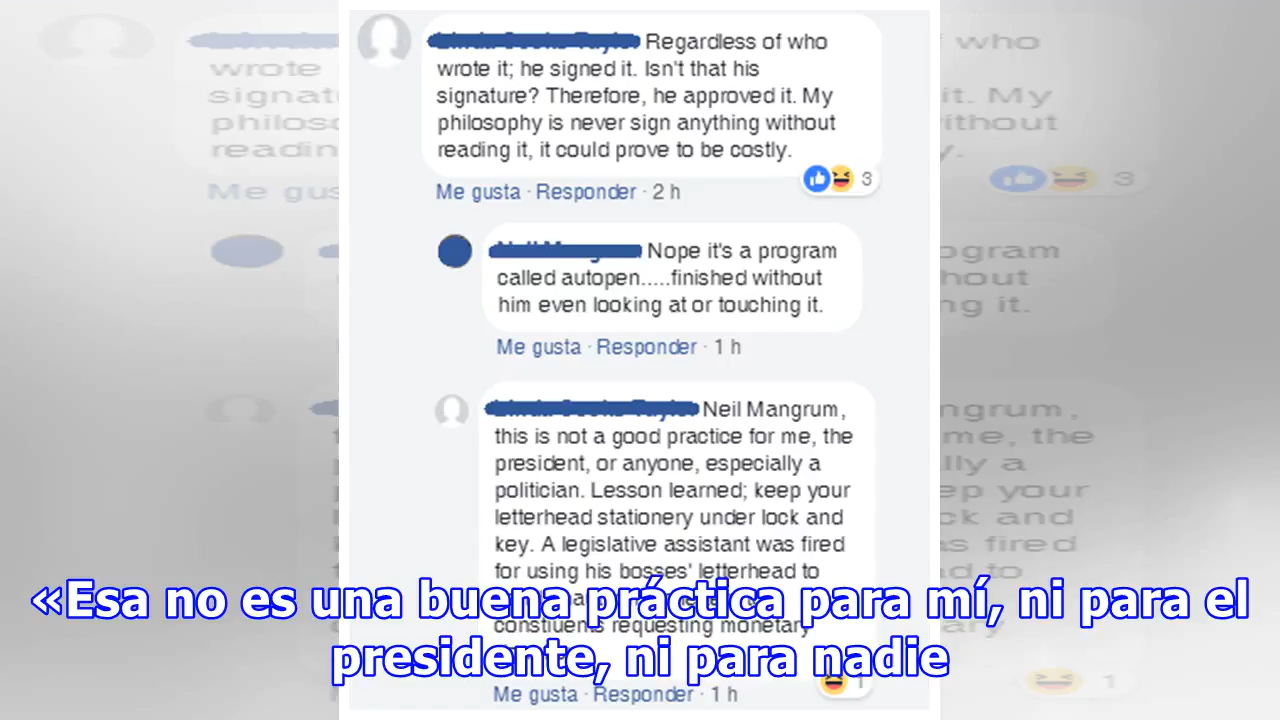 Regardless of who
wrote it; he signed it. Isn't that his
signature? Therefore, he approved it. My
philosophy is never sign anything without
reading it, it could prove to be costly.
3
Me gusta · Responder · 2 h
Nope it's a program
called autopen.....finished without
him even looking at or touching it.
Me gusta · Responder · 1 h
Neil Mangrum,
this is not a good practice for me, the
president, or anyone, especially a
politician. Lesson learned; keep your
letterhead stationery under lock and
key. A legislative assistant was fired
for using his bosses' letterhead to
«Esa no es una buena práctica para mí, ni para el
constiuents requesting monetary
presidente, ni para nadie
1
Me gusta · Responder · 1 h